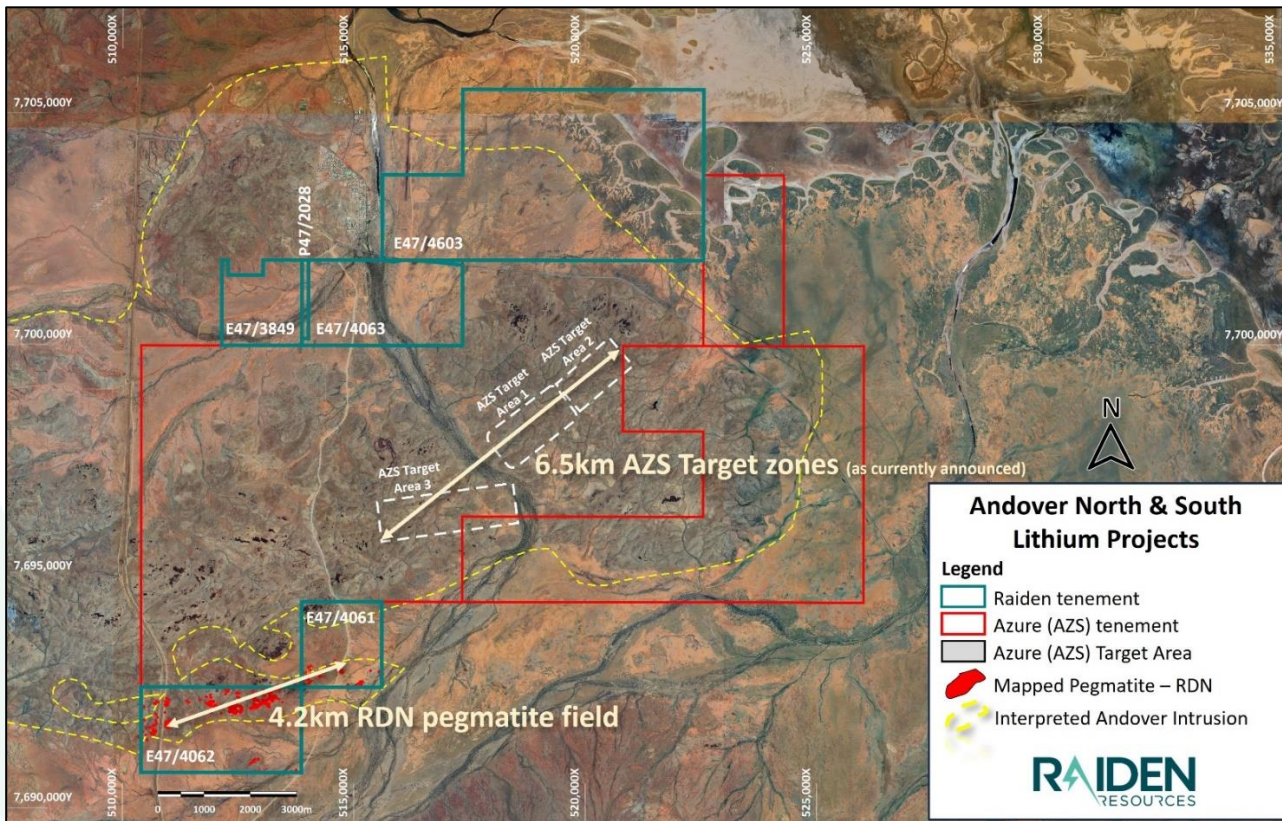 510,000X
515,000X
520,000X
525,000X
530,000X
535,000X
7,705,000Y
7,705,000Y
P47/2028
E47/4603
E47/3849
E47/4063
7,700,000Y
7,700,000Y
AZS Target
Area 2
AZS Target
Area 1
AZS Target
Area 3
6.5km AZS Target zones (as currently announced)
N
7,695,000Y
E47/4061
4.2km RDN pegmatite field
E47/4062
7,690,000Y
0 1000 2000 3000m
510,000X
515,000X
520,000X
525,000X
Andover North & South
Lithium Projects
Legend
Raiden tenement
Azure (AZS) tenement
Azure (AZS) Target Area
Mapped Pegmatite – RDN
Interpreted Andover Intrusion
RAIDEN
RESOURCES